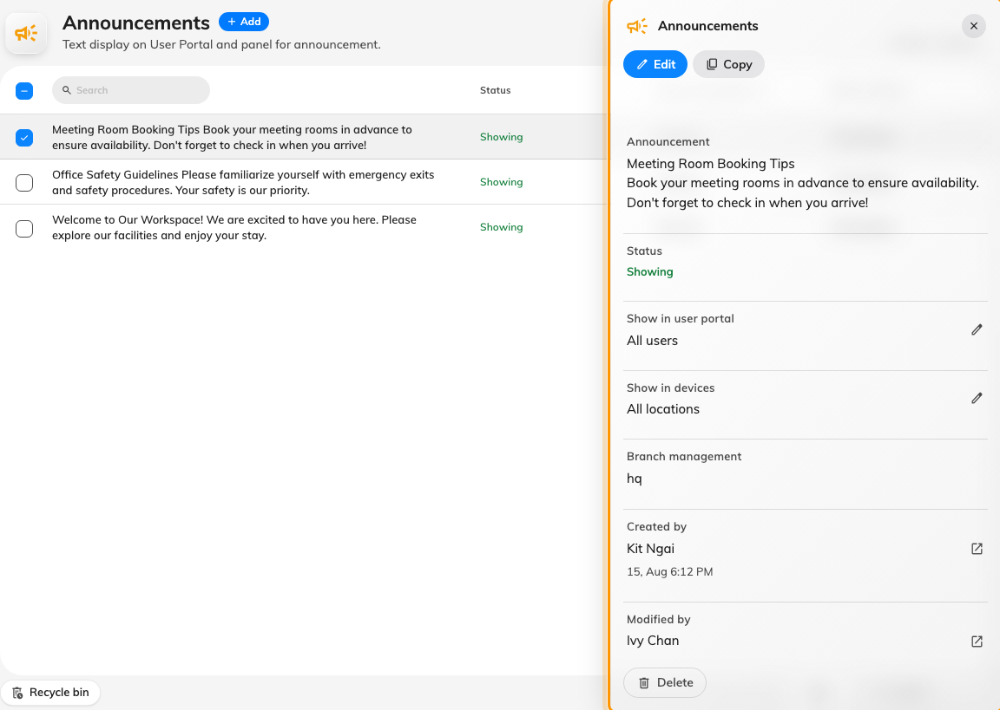 Announcements
Add
Text display on User Portal and panel for announcement.
Search
Status
Meeting Room Booking Tips Book your meeting rooms in advance to
ensure availability. Don't forget to check in when you arrive!
Showing
Office Safety Guidelines Please familiarize yourself with emergency exits
and safety procedures. Your safety is our priority.
Showing
Welcome to Our Workspace! We are excited to have you here. Please
explore our facilities and enjoy your stay.
Showing
Recycle bin
Announcements
Edit
Copy
Announcement
Meeting Room Booking Tips
Book your meeting rooms in advance to ensure availability.
Don't forget to check in when you arrive!
Status
Showing
Show in user portal
All users
Show in devices
All locations
Branch management
hq
Created by
Kit Ngai
15, Aug 6:12 PM
Modified by
Ivy Chan
Delete